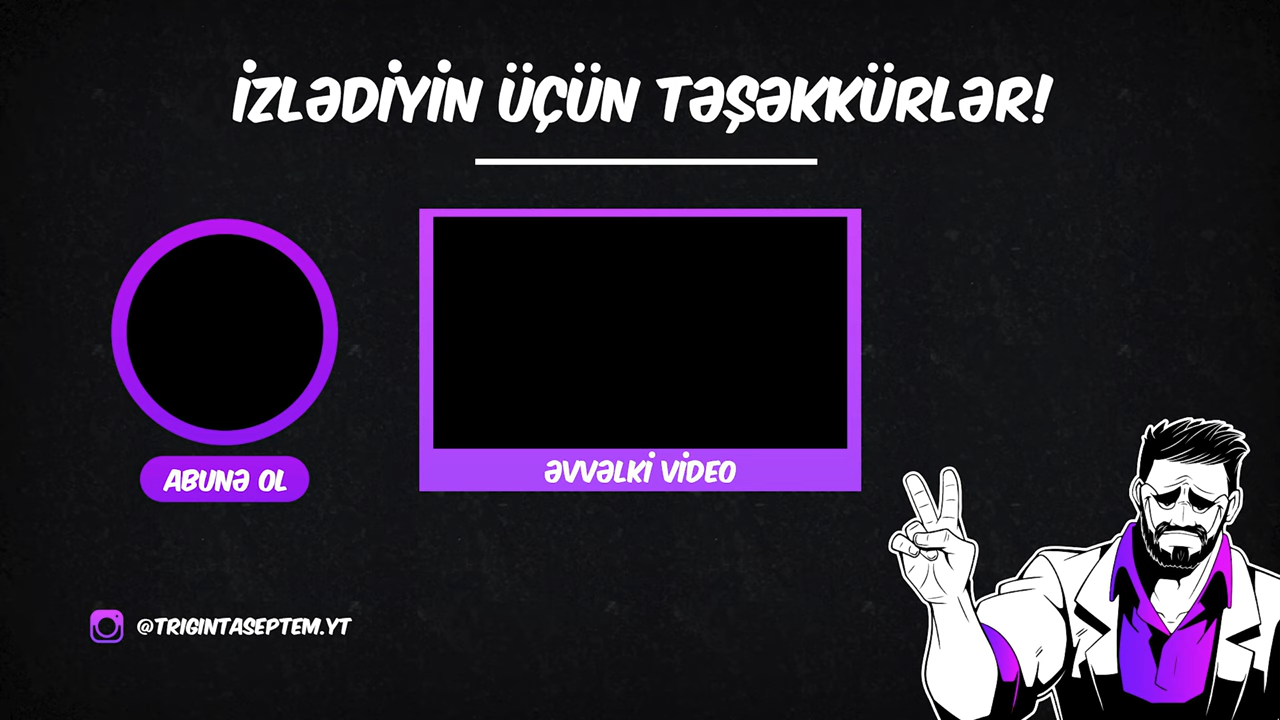 İZLƏDİYİN ÜÇÜN TƏŞƏKKÜRLƏR!
ABUNƏ OL
ƏVVƏLKİ VİDEO
@TRIGINTASEPTEM.YT